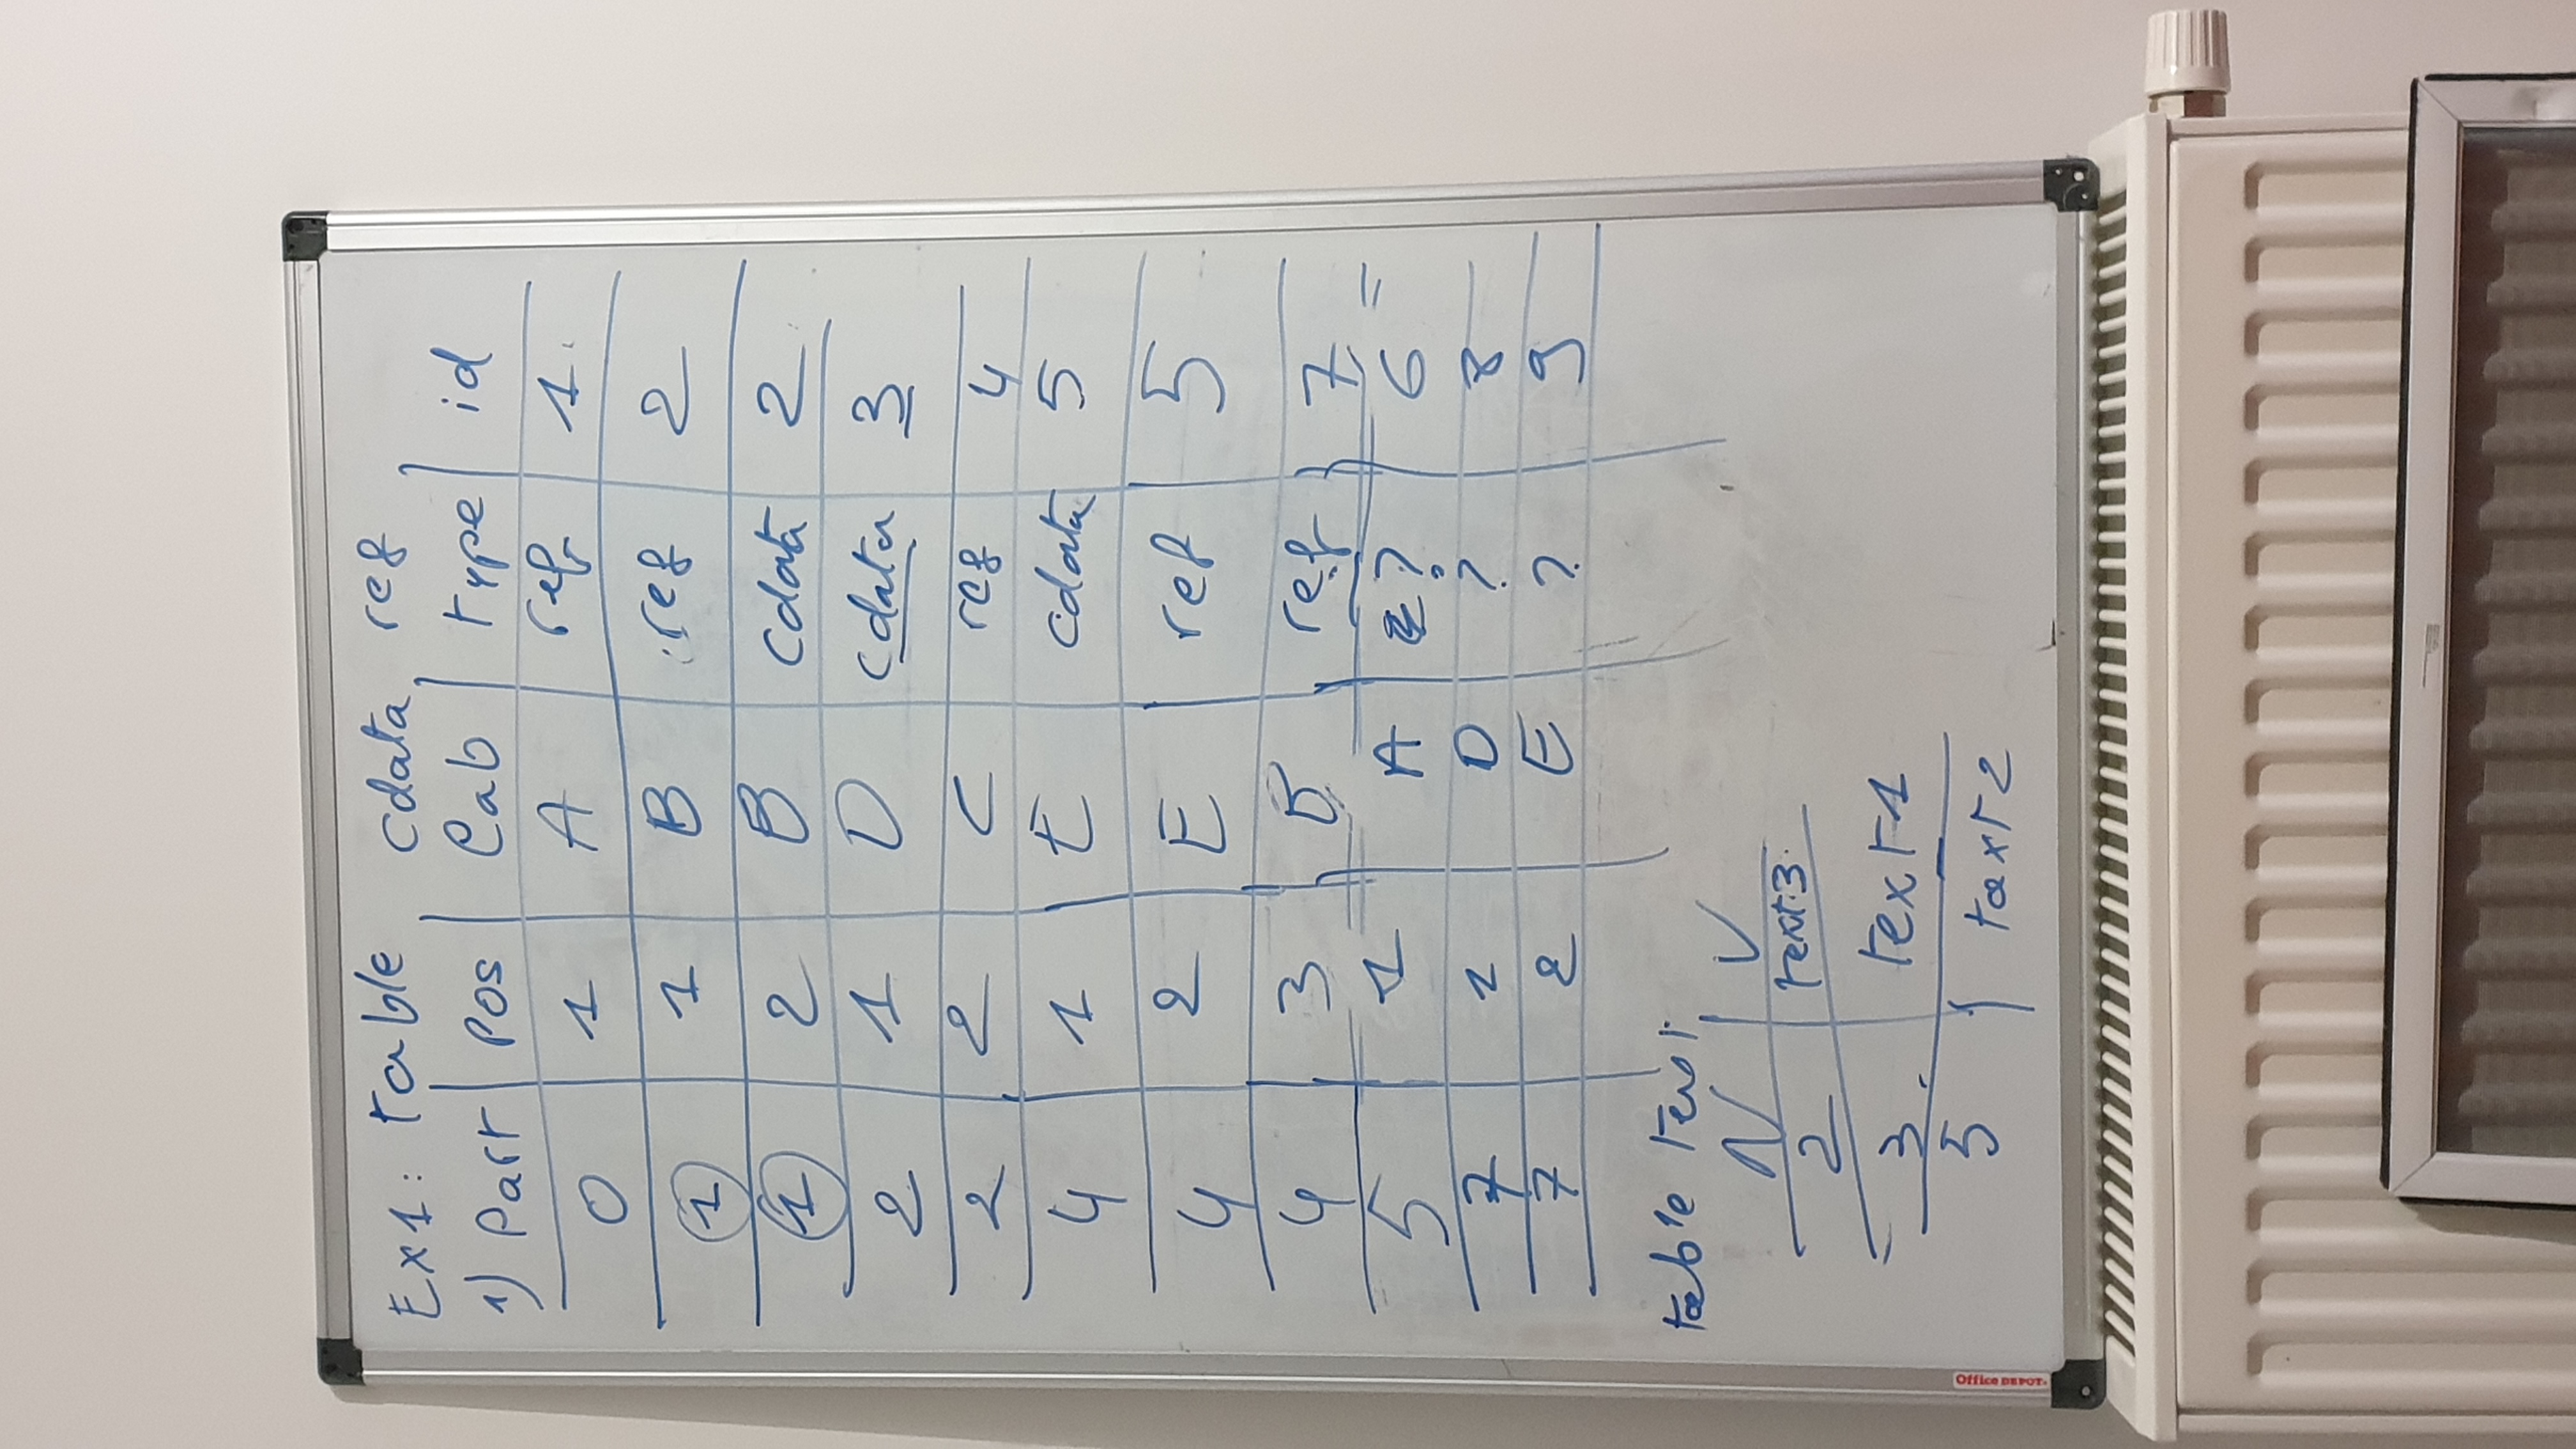 Ex1: table cdata ref
1) Part Pos Lab type id
0 1 A ref 1
1 1 B ref 2
1 2 B cdata 2
2 1 D cdata 3
2 2 C ref 4
4 1 E cdata 5
4 2 E ref 5
4 3 B ref 7
5 1 A ? 6
7 1 D ? 8
7 2 E ? 9
table text
N V
2 text3
3 text1
5 text2
Office DEPOT